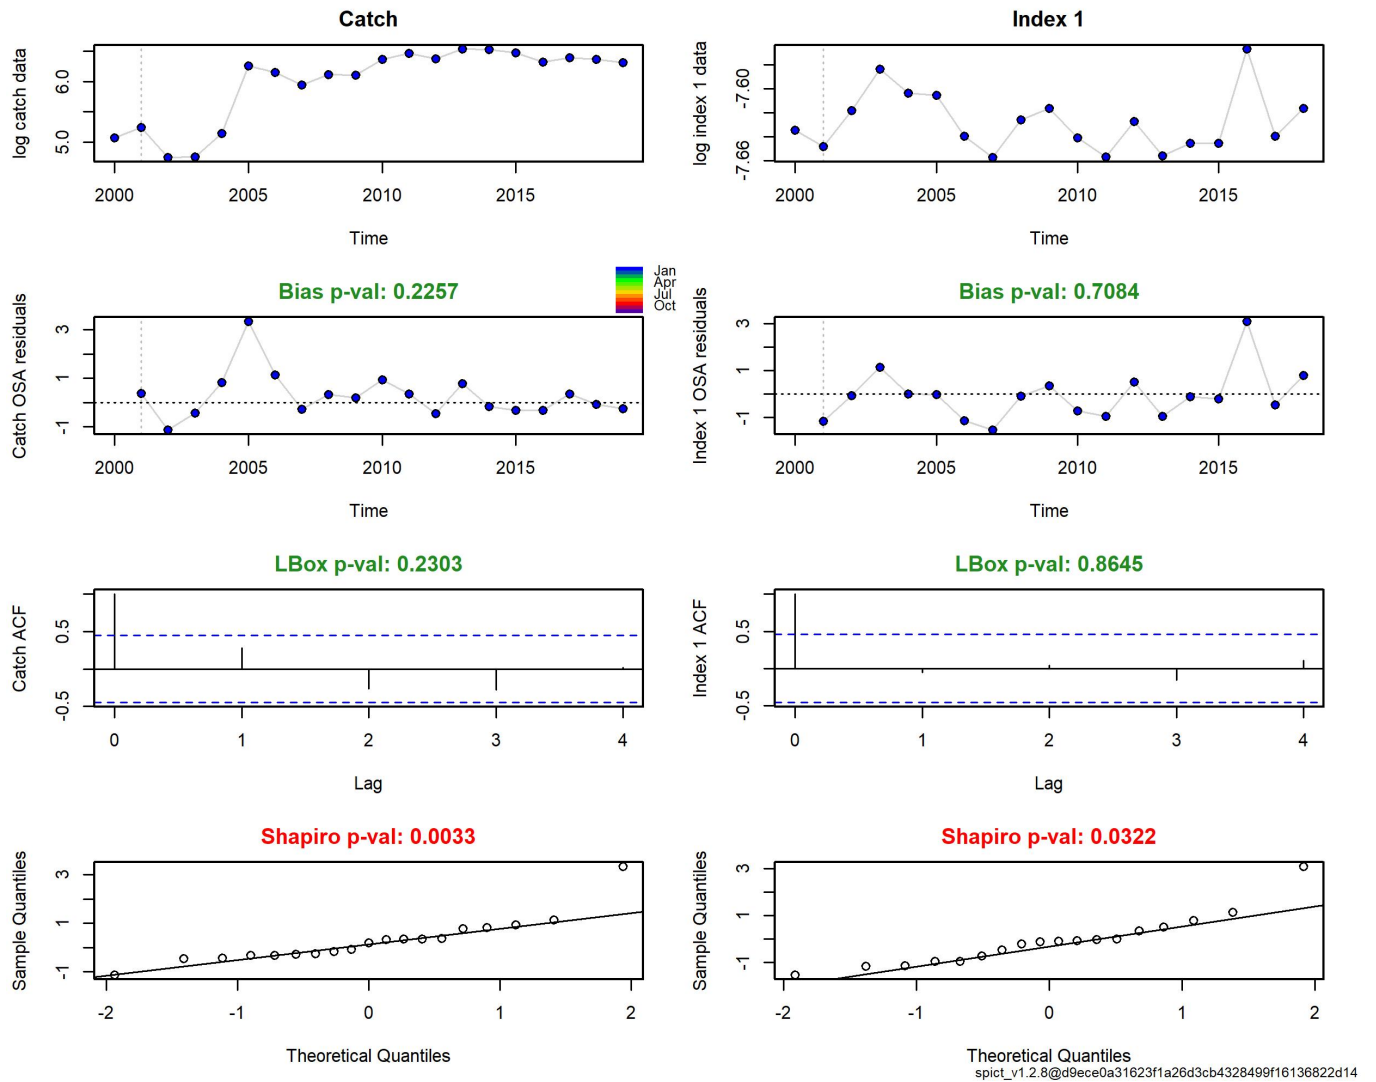 Catch
log catch data
5.0 6.0
2000 2005 2010 2015
Time
Index 1
log index 1 data
-7.66 -7.60
2000 2005 2010 2015
Time
Bias p-val: 0.2257
Jan
Apr
Jul
Oct
Catch OSA residuals
-1 1 3
2000 2005 2010 2015
Time
Bias p-val: 0.7084
Index 1 OSA residuals
-1 1 3
2000 2005 2010 2015
Time
LBox p-val: 0.2303
Catch ACF
-0.5 0.5
0 1 2 3 4
Lag
LBox p-val: 0.8645
Index 1 ACF
-0.5 0.5
0 1 2 3 4
Lag
Shapiro p-val: 0.0033
Sample Quantiles
-1 1 3
-2 -1 0 1 2
Theoretical Quantiles
Shapiro p-val: 0.0322
Sample Quantiles
-1 1 3
-2 -1 0 1 2
Theoretical Quantiles
spict_v1.2.8@d9ece0a31623f1a26d3cb4328499f16136822d14